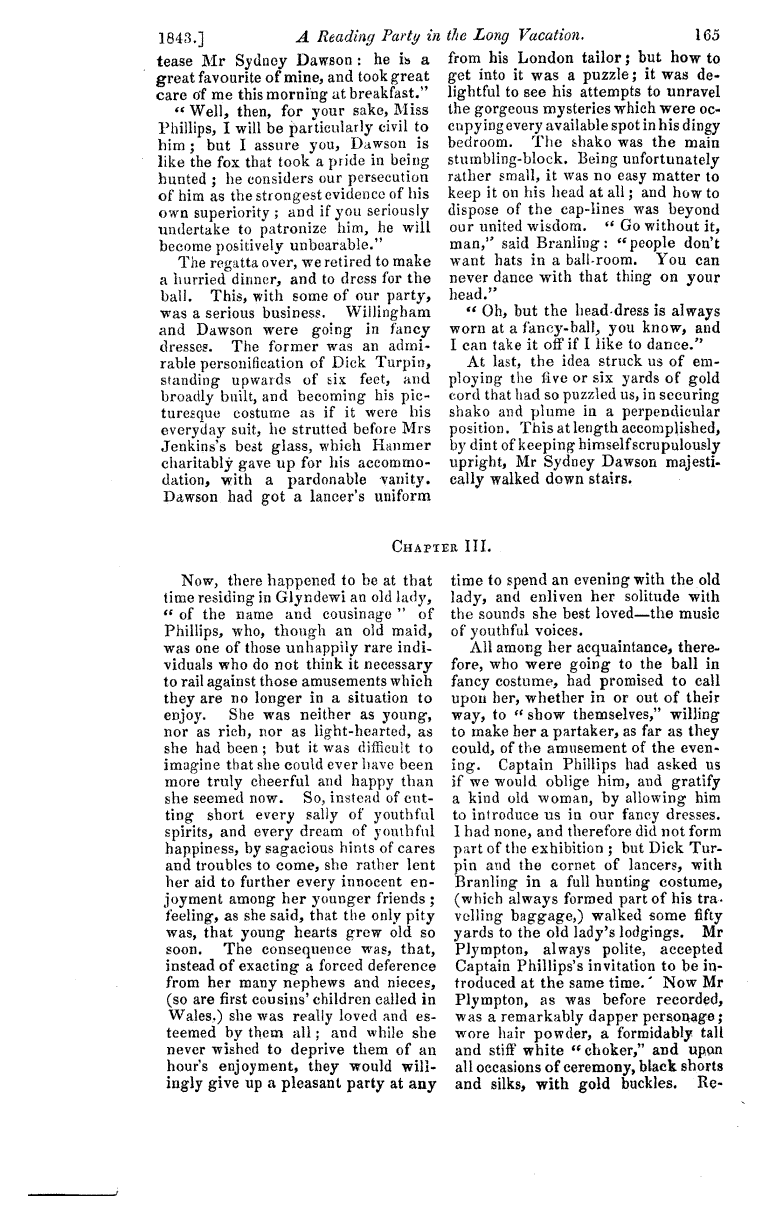 1843.] A Reading Party in the Long Vacation. 165
tease Mr Sydney Dawson: he is a
great favourite of mine, and took great
care of me this morning at breakfast."
"Well, then, for your sake, Miss
Phillips, I will be particularly civil to
him; but I assure you, Dawson is
like the fox that took a pride in being
hunted; he considers our persecution
of him as the strongest evidence of his
own superiority; and if you seriously
undertake to patronize him, he will
become positively unbearable."
The regatta over, we retired to make
a hurried dinner, and to dress for the
ball. This, with some of our party,
was a serious business. Willingham
and Dawson were going in fancy
dresses. The former was an admi-
rable personification of Dick Turpin,
standing upwards of six feet, and
broadly built, and becoming his pic-
turesque costume as if it were his
everyday suit, he strutted before Mrs
Jenkins's best glass, which Hanmer
charitably gave up for his accommo-
dation, with a pardonable vanity.
Dawson had got a lancer's uniform
from his London tailor; but how to
get into it was a puzzle; it was de-
lightful to see his attempts to unravel
the gorgeous mysteries which were oc-
cupying every available spot in his dingy
bedroom. The shako was the main
stumbling-block. Being unfortunately
rather small, it was no easy matter to
keep it on his head at all; and how to
dispose of the cap-lines was beyond
our united wisdom. "Go without it,
man," said Branling: "people don't
want hats in a ball-room. You can
never dance with that thing on your
head."
"Oh, but the head-dress is always
worn at a fancy-ball, you know, and
I can take it off if I like to dance."
At last, the idea struck us of em-
ploying the five or six yards of gold
cord that had so puzzled us, in securing
shako and plume in a perpendicular
position. This at length accomplished,
by dint of keeping himself scrupulously
upright, Mr Sydney Dawson majesti-
cally walked down stairs.
CHAPTER III.
Now, there happened to be at that
time residing in Glyndewi an old lady,
"of the name and cousinage" of
Phillips, who, though an old maid,
was one of those unhappily rare indi-
viduals who do not think it necessary
to rail against those amusements which
they are no longer in a situation to
enjoy. She was neither as young,
nor as rich, nor as light-hearted, as
she had been; but it was difficult to
imagine that she could ever have been
more truly cheerful and happy than
she seemed now. So, instead of cut-
ting short every sally of youthful
spirits, and every dream of youthful
happiness, by sagacious hints of cares
and troubles to come, she rather lent
her aid to further every innocent en-
joyment among her younger friends;
feeling, as she said, that the only pity
was, that young hearts grew old so
soon. The consequence was, that,
instead of exacting a forced deference
from her many nephews and nieces,
(so are first cousins' children called in
Wales,) she was really loved and es-
teemed by them all; and while she
never wished to deprive them of an
hour's enjoyment, they would will-
ingly give up a pleasant party at any
time to spend an evening with the old
lady, and enliven her solitude with
the sounds she best loved—the music
of youthful voices.
All among her acquaintance, there-
fore, who were going to the ball in
fancy costume, had promised to call
upon her, whether in or out of their
way, to "show themselves," willing
to make her a partaker, as far as they
could, of the amusement of the even-
ing. Captain Phillips had asked us
if we would oblige him, and gratify
a kind old woman, by allowing him
to introduce us in our fancy dresses.
I had none, and therefore did not form
part of the exhibition; but Dick Tur-
pin and the cornet of lancers, with
Branling in a full hunting costume,
(which always formed part of his tra-
velling baggage,) walked some fifty
yards to the old lady's lodgings. Mr
Plympton, always polite, accepted
Captain Phillips's invitation to be in-
troduced at the same time. Now Mr
Plympton, as was before recorded,
was a remarkably dapper personage;
wore hair powder, a formidably tall
and stiff white "choker," and upon
all occasions of ceremony, black shorts
and silks, with gold buckles. Re-